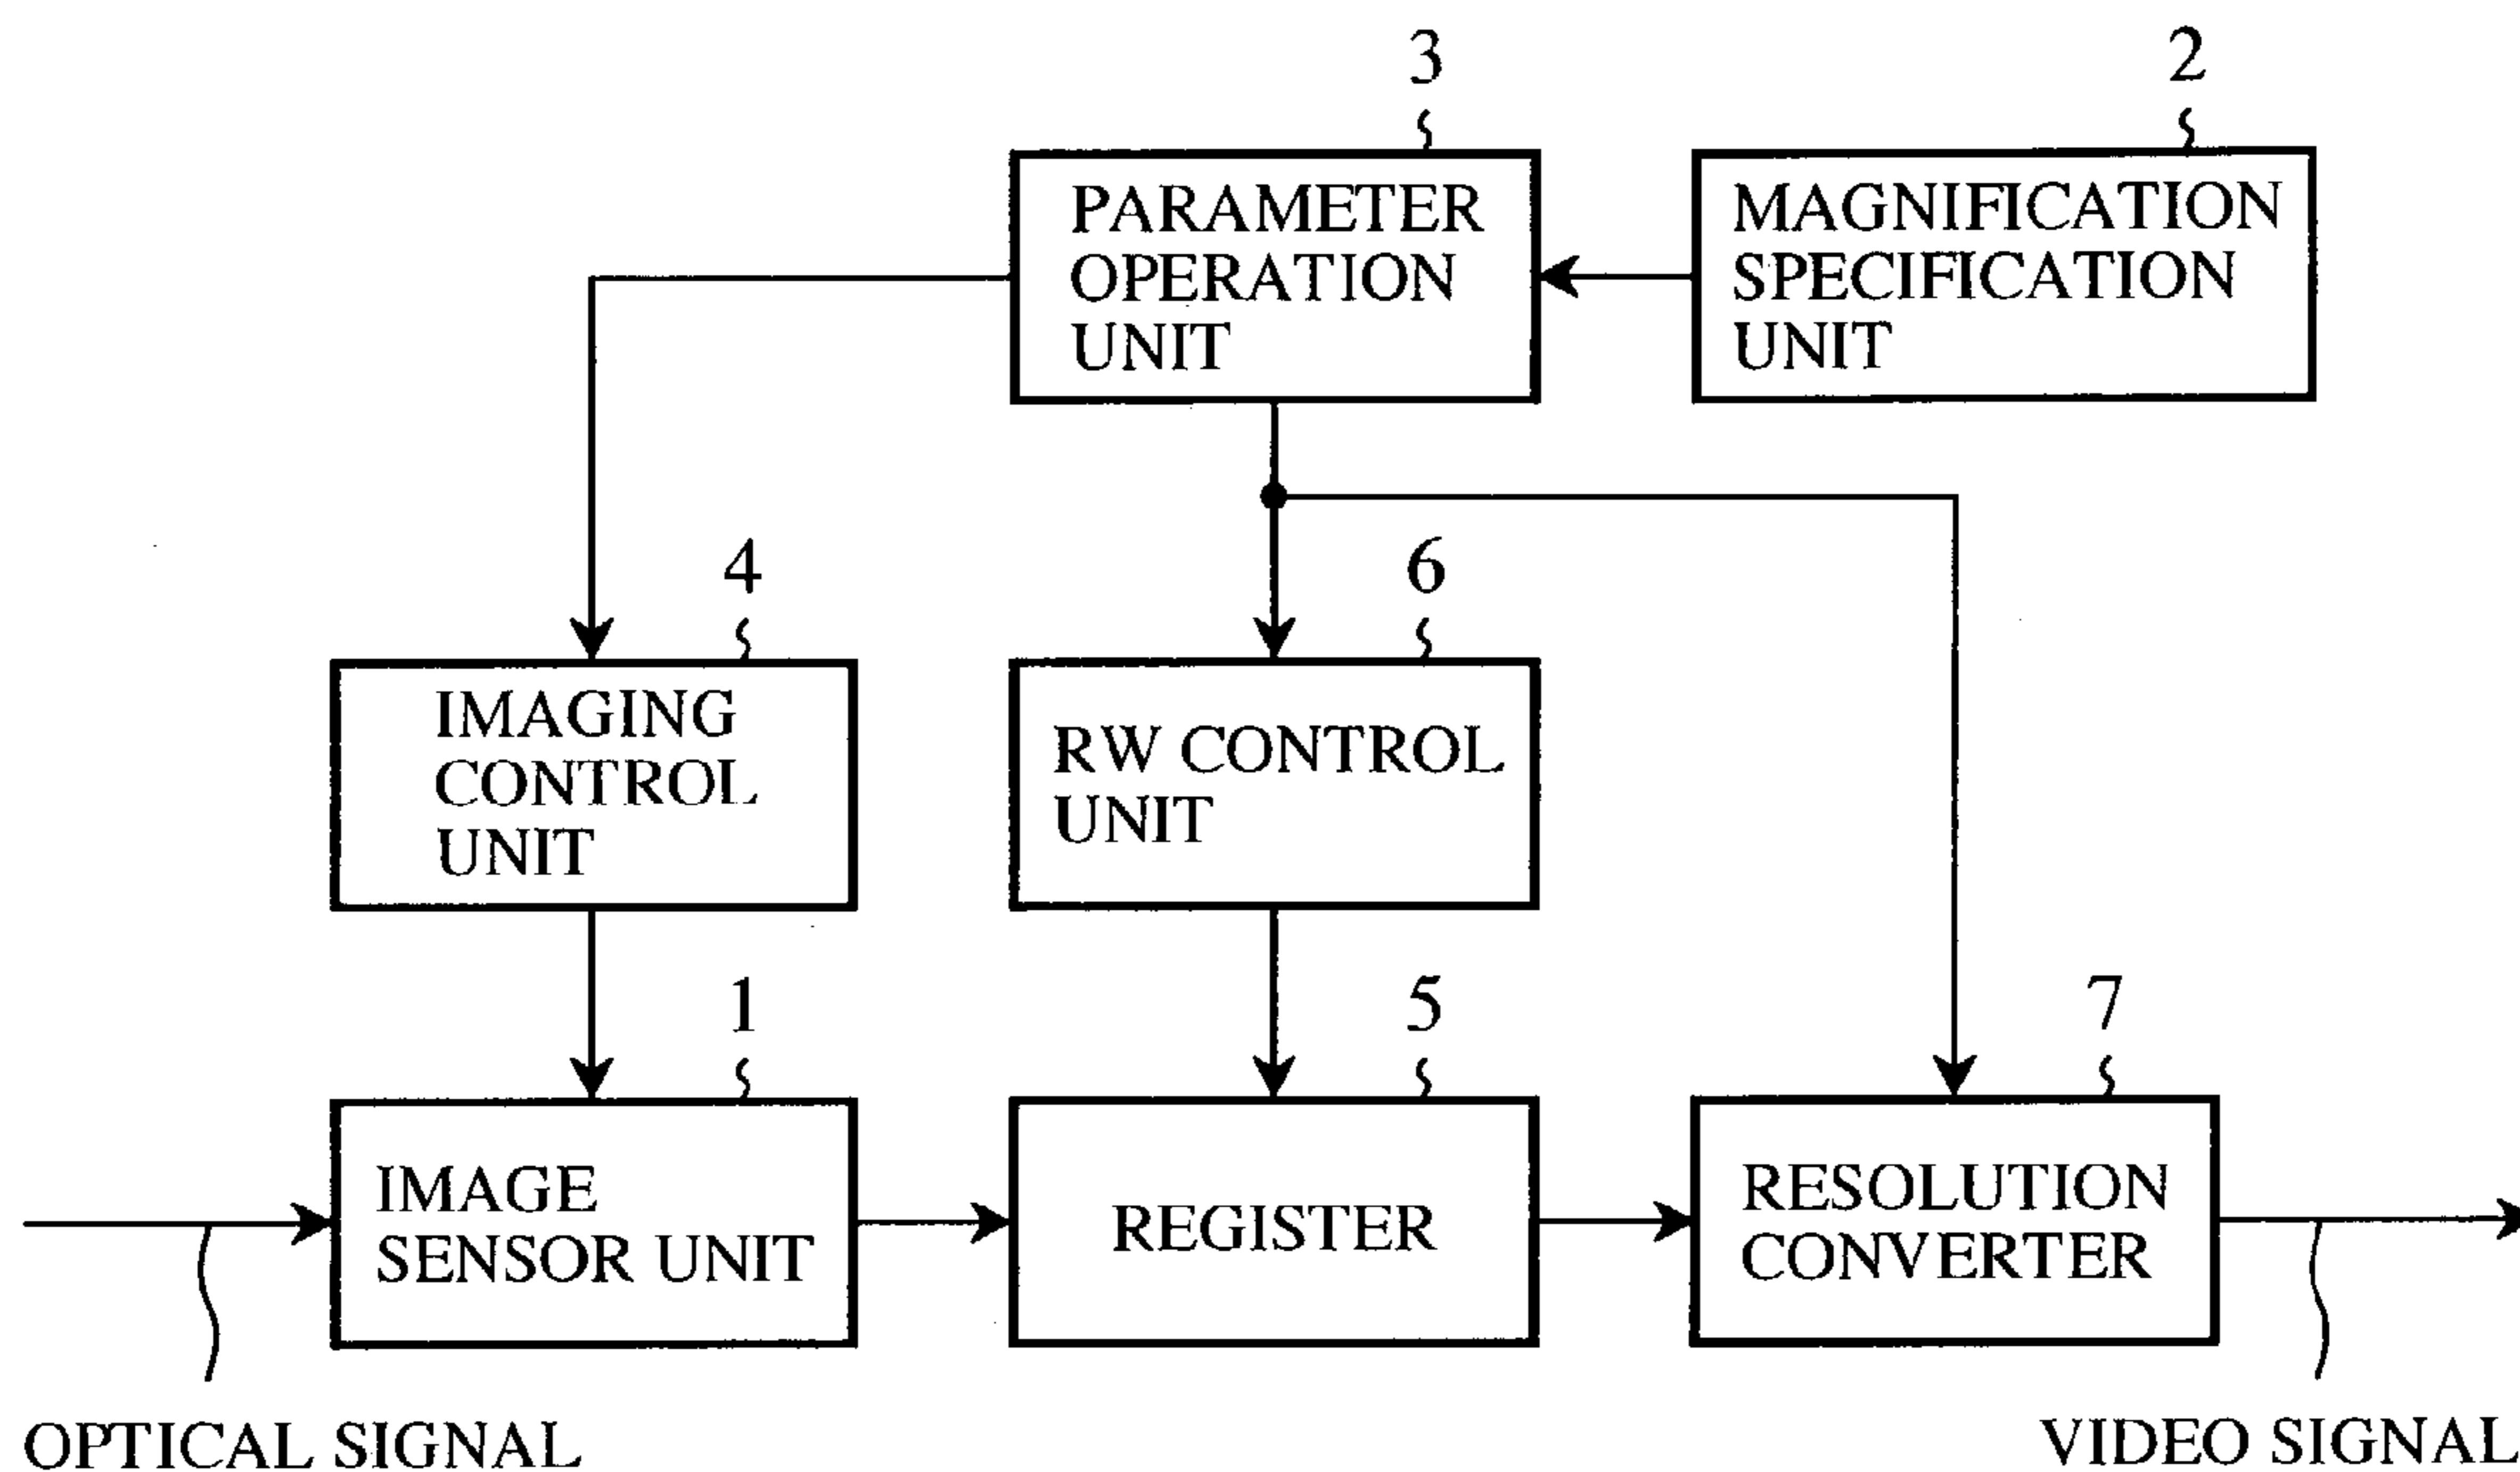 3
2
PARAMETER
OPERATION
UNIT
MAGNIFICATION
SPECIFICATION
UNIT
4
6
IMAGING
CONTROL
UNIT
RW CONTROL
UNIT
1
5
7
IMAGE
SENSOR UNIT
REGISTER
RESOLUTION
CONVERTER
OPTICAL SIGNAL
VIDEO SIGNAL